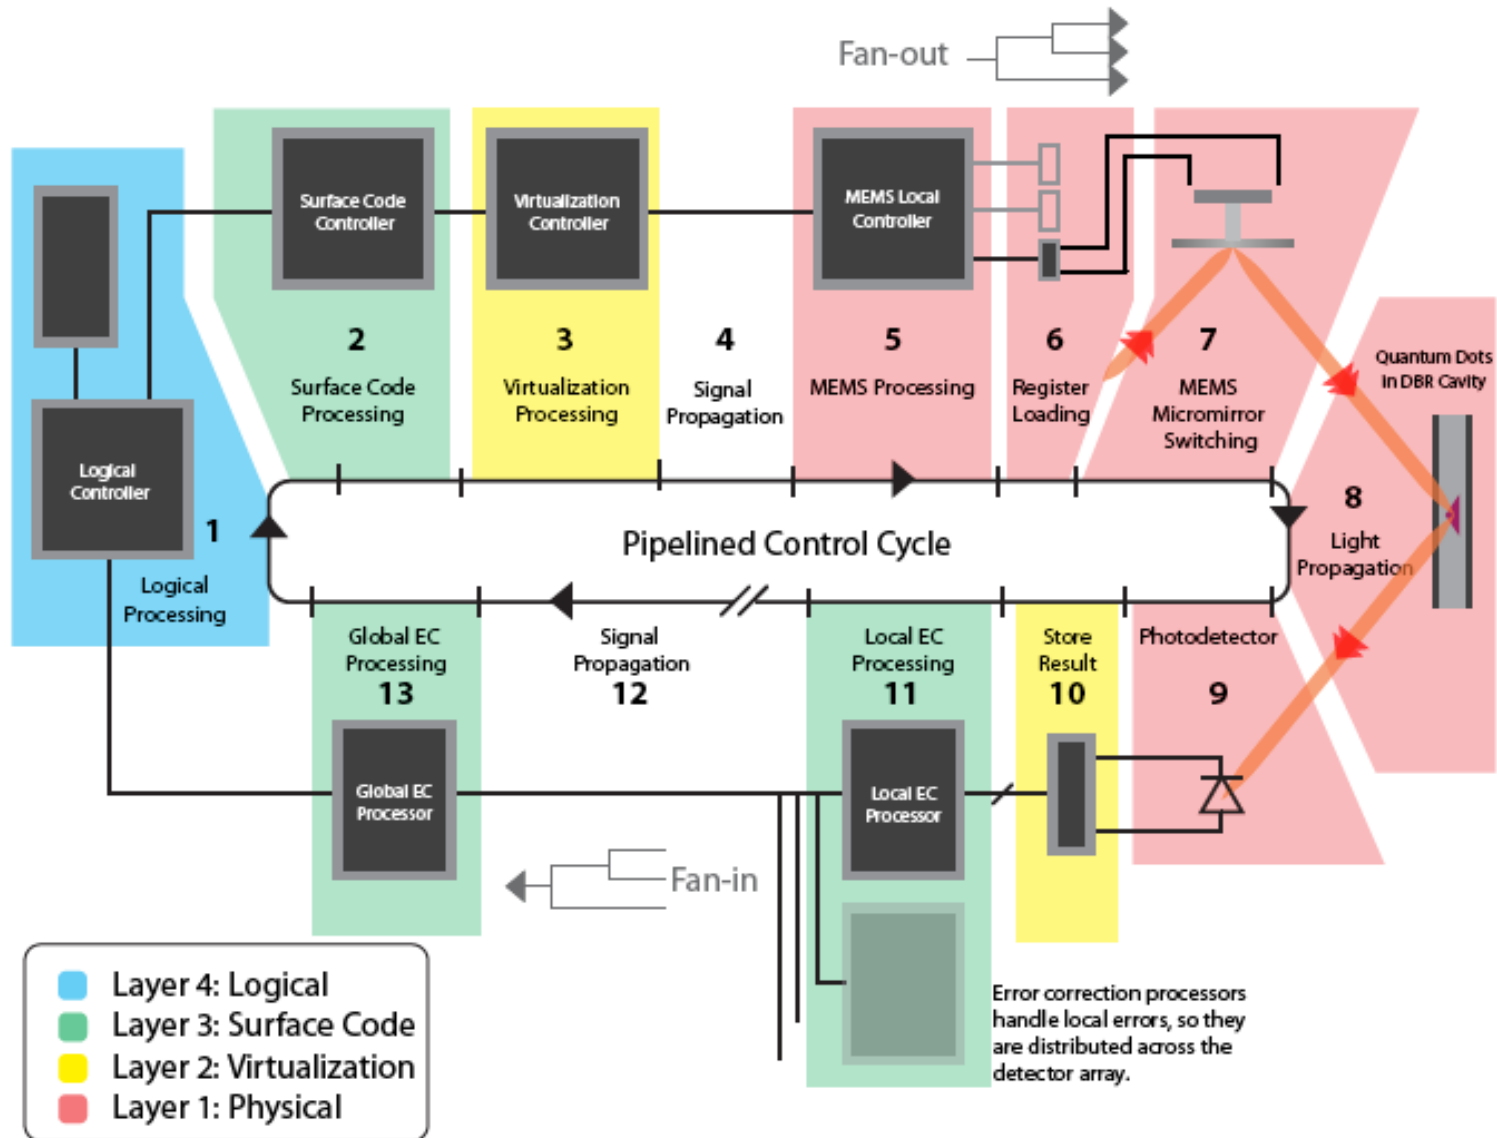 Fan-out
Surface Code
Controller
Virtualization
Controller
MEMS Local
Controller
2
Surface Code
Processing
3
Virtualization
Processing
4
Signal
Propagation
5
MEMS Processing
6
Register
Loading
7
MEMS
Micromirror
Switching
Quantum Dots
in DBR Cavity
Logical
Controller
1
Logical
Processing
Pipelined Control Cycle
8
Light
Propagation
Global EC
Processing
13
Signal
Propagation
12
Local EC
Processing
11
Store
Result
10
Photodetector
9
Global EC
Processor
Local EC
Processor
Fan-in
Layer 4: Logical
Layer 3: Surface Code
Layer 2: Virtualization
Layer 1: Physical
Error correction processors
handle local errors, so they
are distributed across the
detector array.